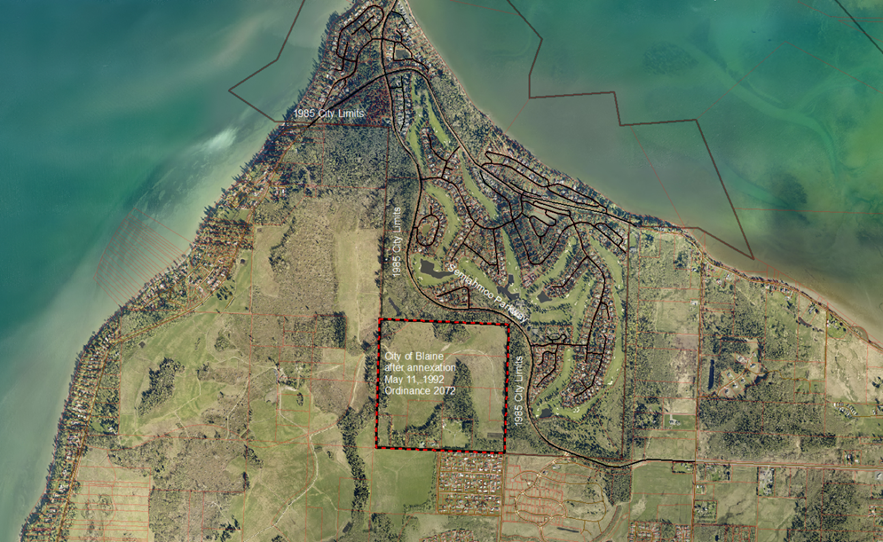 1985 City Limits
1985 City Limits
Semiahmoo Parkway
City of Blaine
after annexation
May 11, 1992
Ordinance 2072
1985 City Limits